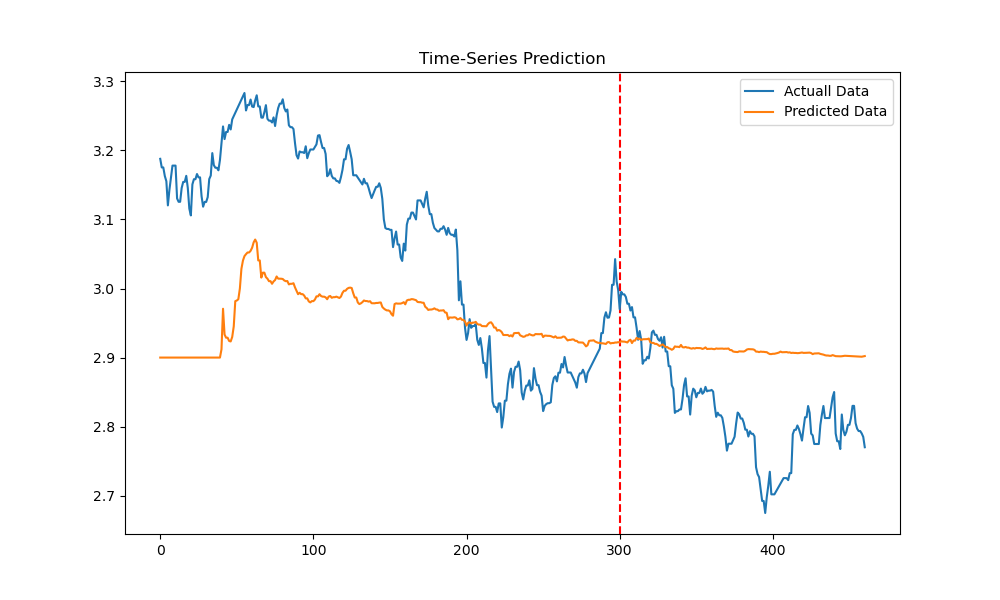 Time-Series Prediction
Actuall Data
Predicted Data
3.3
3.2
3.1
3.0
2.9
2.8
2.7
0 100 200 300 400